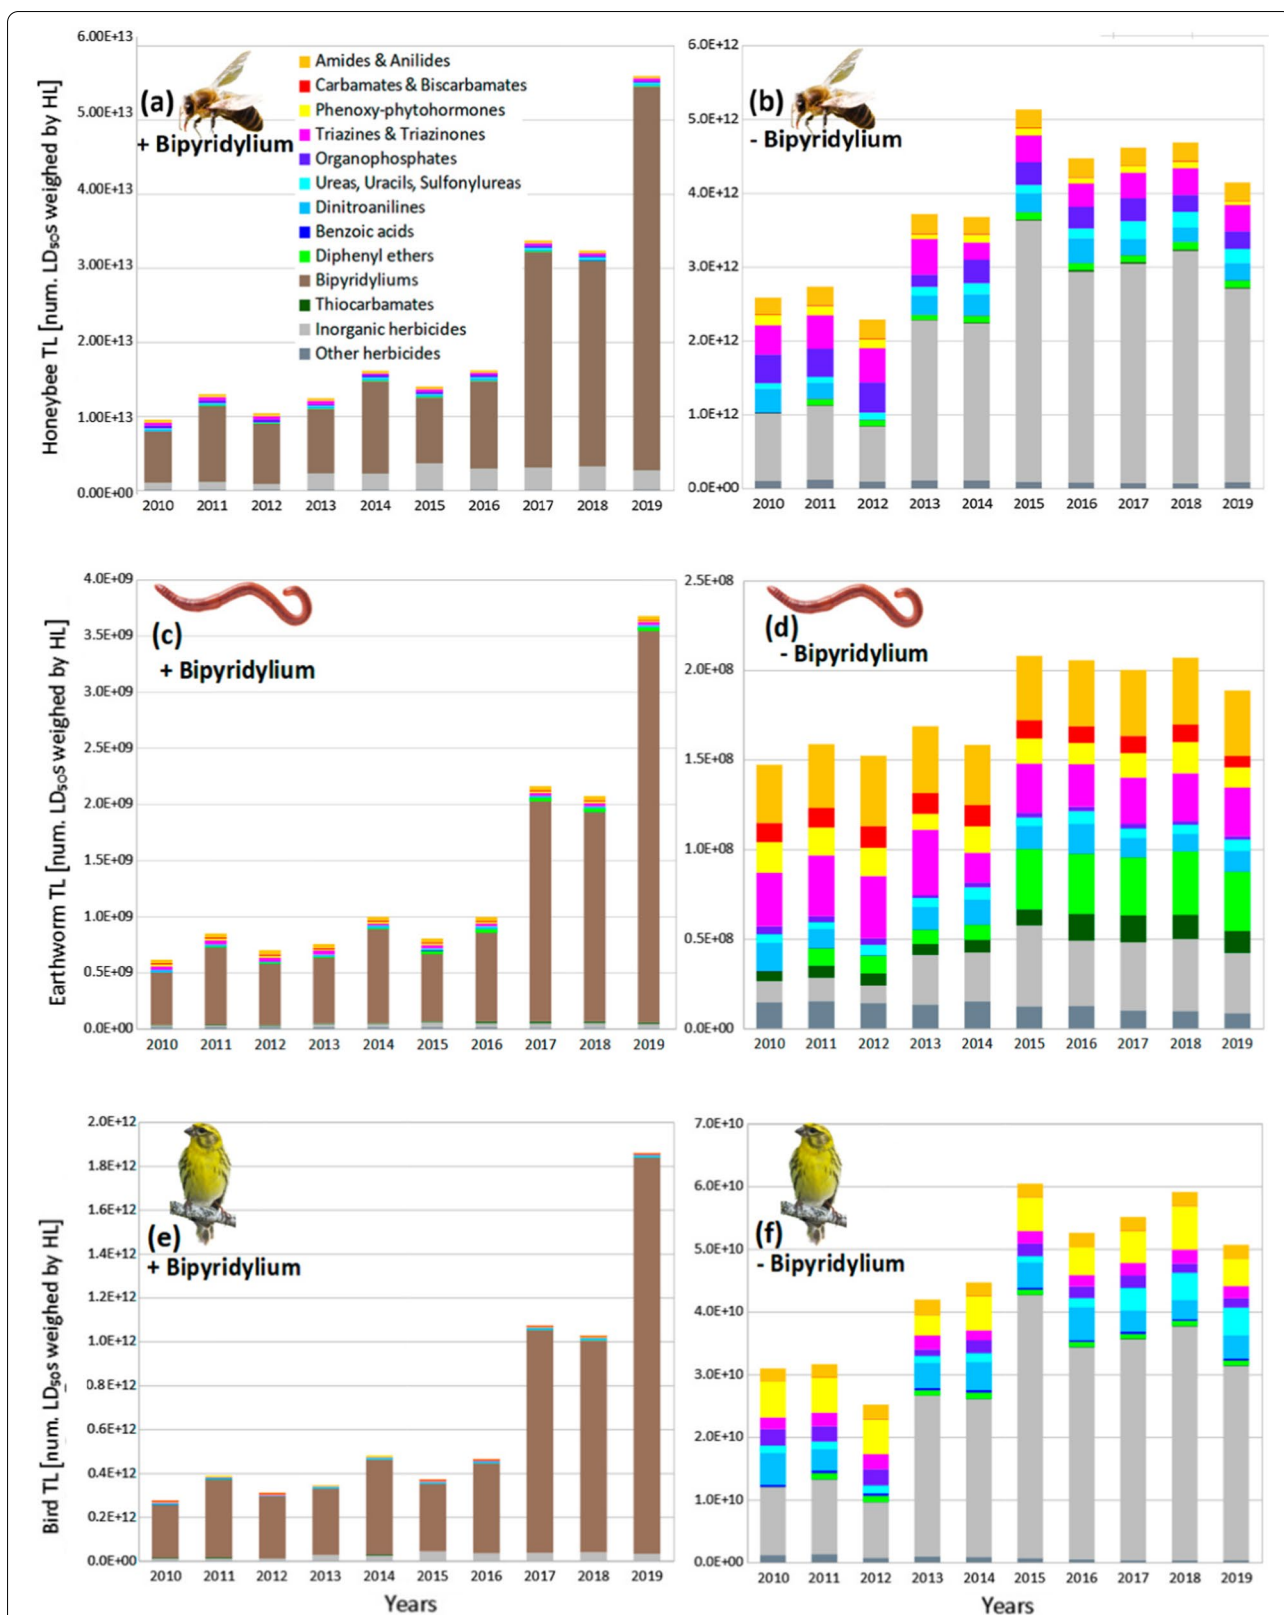 Honeybee TL [num. LD₅₀s weighed by HL]
6.00E+13
5.00E+13
4.00E+13
3.00E+13
2.00E+13
1.00E+13
0.00E+00
(a)
+ Bipyridylium
Amides & Anilides
Carbamates & Biscarbamates
Phenoxy-phytohormones
Triazines & Triazinones
Organophosphates
Ureas, Uracils, Sulfonylureas
Dinitroanilines
Benzoic acids
Diphenyl ethers
Bipyridyliums
Thiocarbamates
Inorganic herbicides
Other herbicides
2010 2011 2012 2013 2014 2015 2016 2017 2018 2019
6.0E+12
5.0E+12
4.0E+12
3.0E+12
2.0E+12
1.0E+12
0.0E+00
(b)
- Bipyridylium
2010 2011 2012 2013 2014 2015 2016 2017 2018 2019
Earthworm TL [num. LD₅₀s weighed by HL]
4.0E+09
3.5E+09
3.0E+09
2.5E+09
2.0E+09
1.5E+09
1.0E+09
0.5E+09
0.0E+00
(c)
+ Bipyridylium
2010 2011 2012 2013 2014 2015 2016 2017 2018 2019
2.5E+08
2.0E+08
1.5E+08
1.0E+08
0.5E+08
0.0E+00
(d)
- Bipyridylium
2010 2011 2012 2013 2014 2015 2016 2017 2018 2019
Bird TL [num. LD₅₀s weighed by HL]
2.0E+12
1.8E+12
1.6E+12
1.4E+12
1.2E+12
1.0E+12
0.8E+12
0.6E+12
0.4E+12
0.2E+12
0.0E+00
(e)
+ Bipyridylium
2010 2011 2012 2013 2014 2015 2016 2017 2018 2019
Years
7.0E+10
6.0E+10
5.0E+10
4.0E+10
3.0E+10
2.0E+10
1.0E+10
0.0E+00
(f)
- Bipyridylium
2010 2011 2012 2013 2014 2015 2016 2017 2018 2019
Years